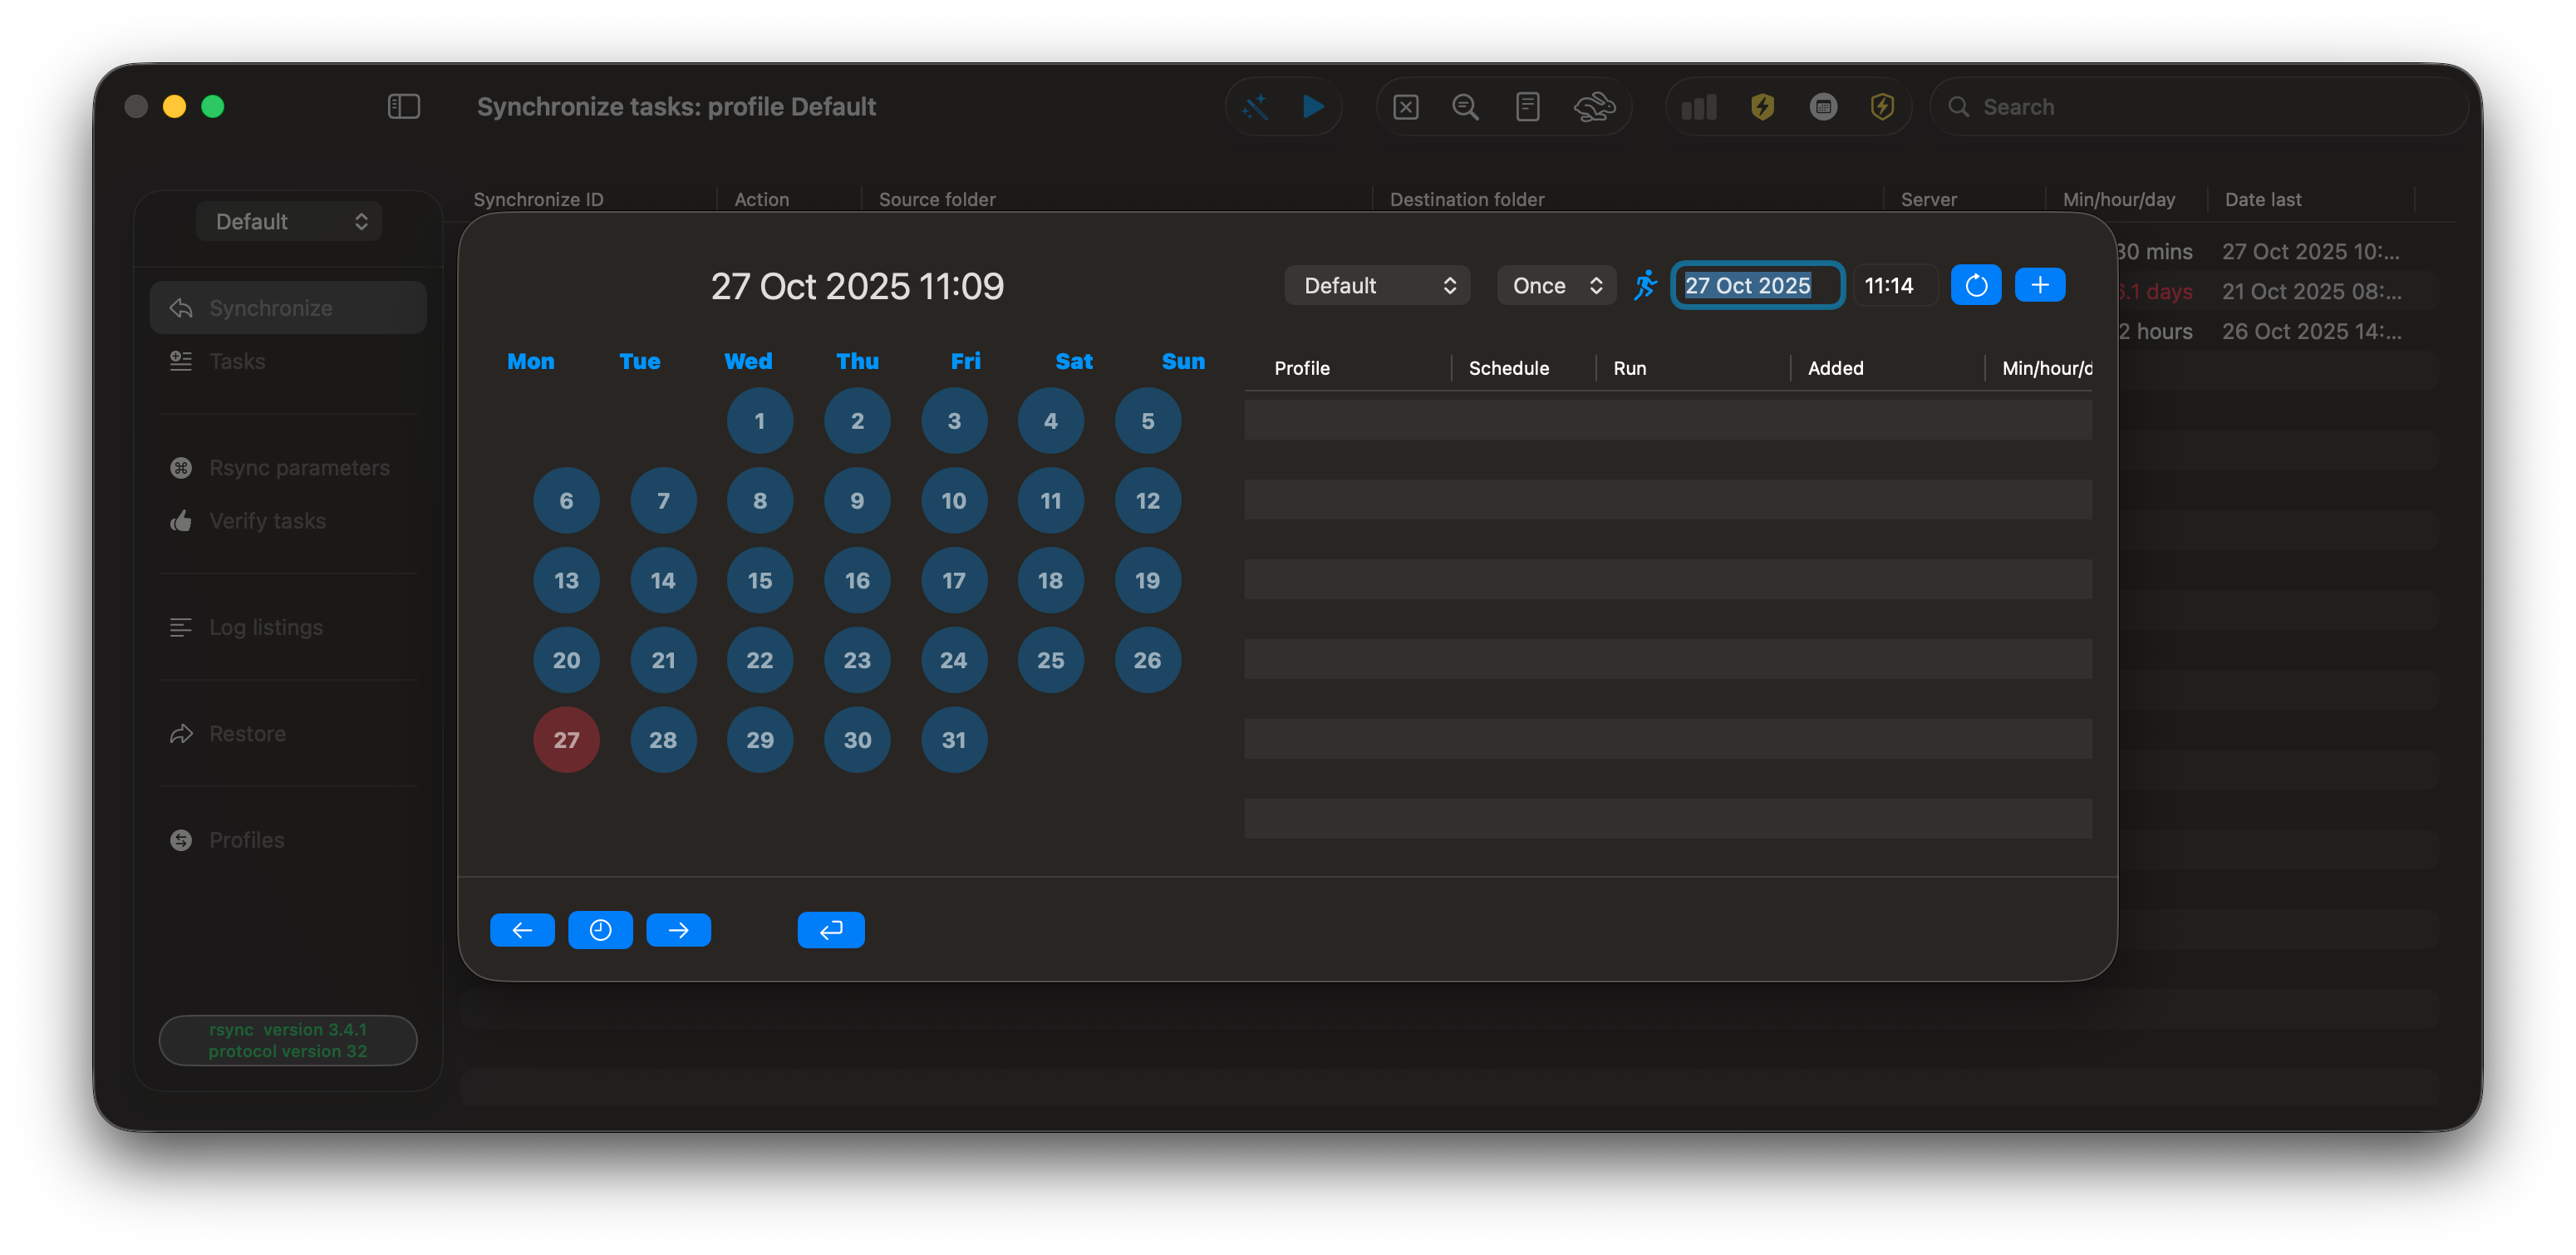 Synchronize tasks: profile Default
Search
Default
Synchronize
Tasks
Rsync parameters
Verify tasks
Log listings
Restore
Profiles
rsync version 3.4.1
protocol version 32
Synchronize ID Action Source folder Destination folder Server Min/hour/day Date last
30 mins 27 Oct 2025 10:...
6.1 days 21 Oct 2025 08:...
2 hours 26 Oct 2025 14:...
27 Oct 2025 11:09
Default Once 27 Oct 2025 11:14
Mon Tue Wed Thu Fri Sat Sun
1 2 3 4 5
6 7 8 9 10 11 12
13 14 15 16 17 18 19
20 21 22 23 24 25 26
27 28 29 30 31
Profile Schedule Run Added Min/hour/d